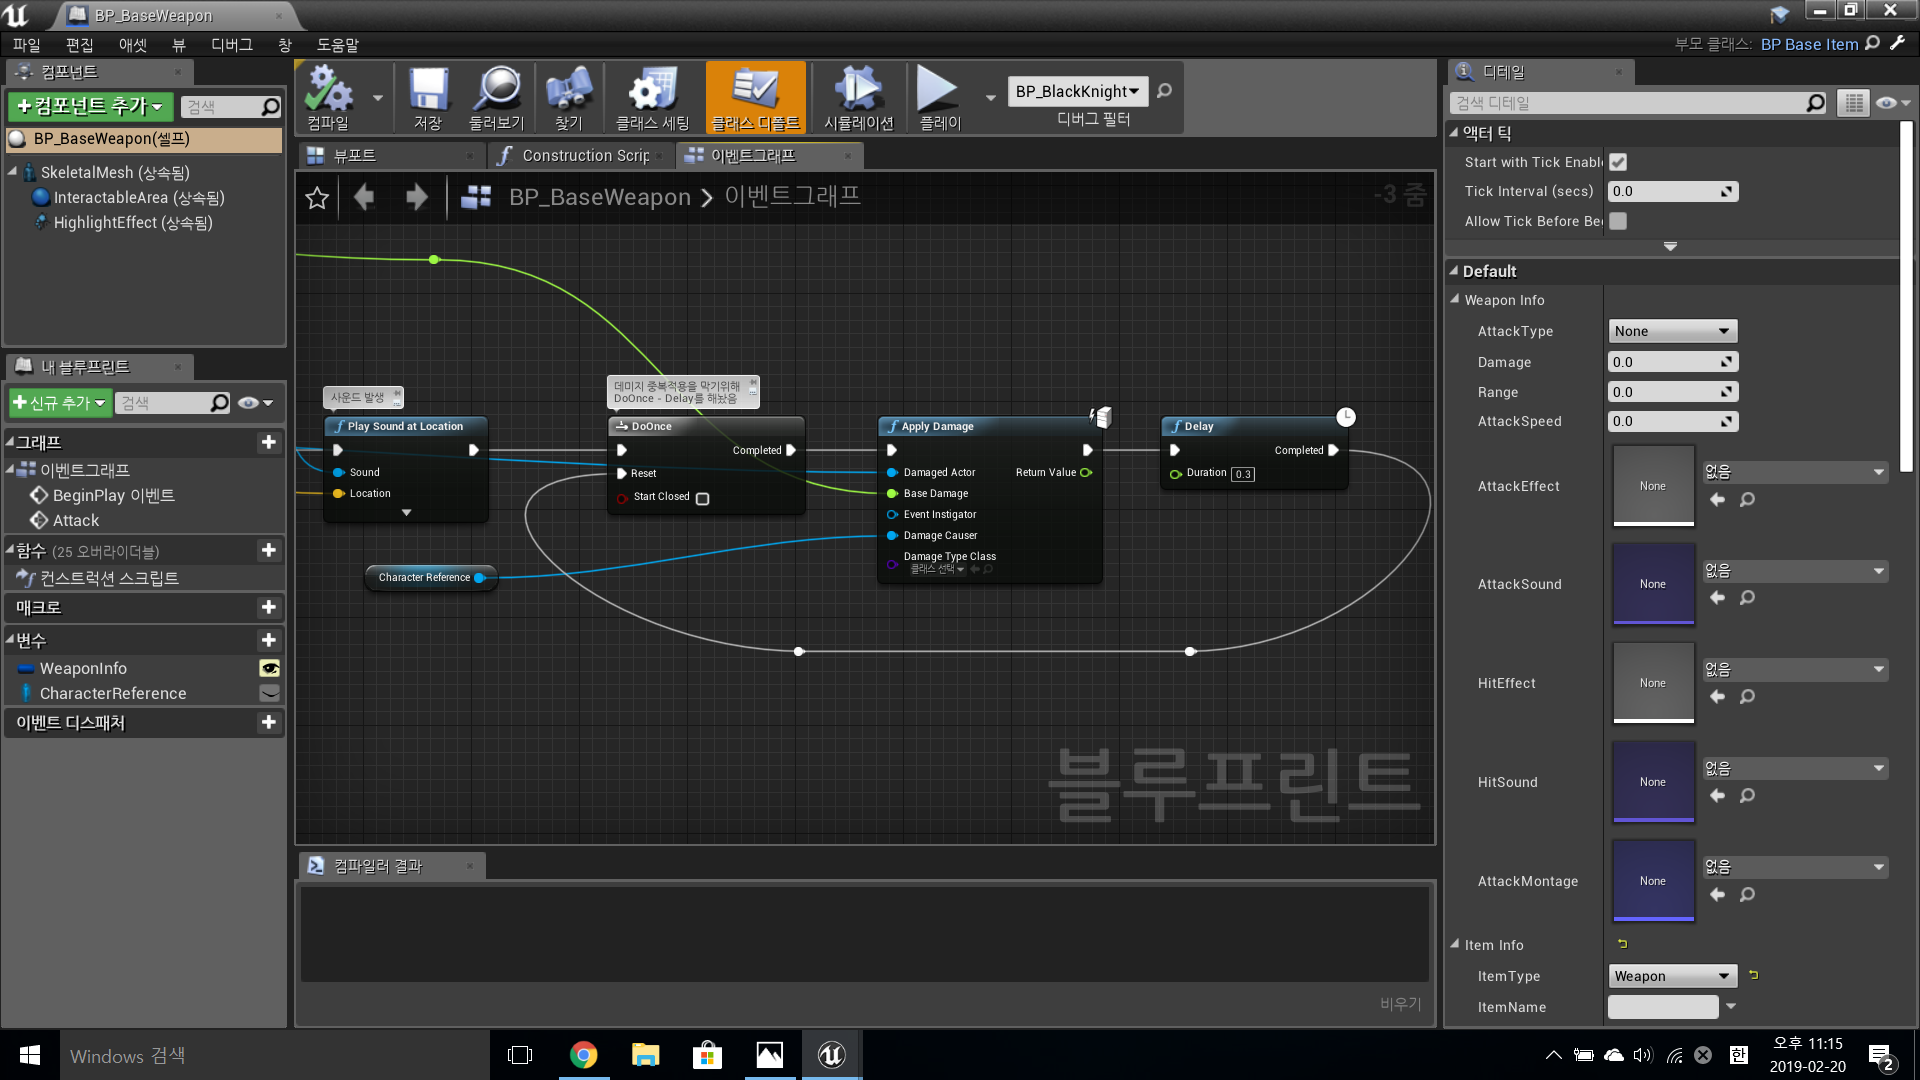 BP_BaseWeapon
파일 편집 애셋 뷰 디버그 창 도움말
부모 클래스: BP Base Item
컴포넌트
+컴포넌트 추가
검색
BP_BaseWeapon(셀프)
SkeletalMesh (상속됨)
InteractableArea (상속됨)
HighlightEffect (상속됨)
내 블루프린트
+신규 추가
검색
그래프
이벤트그래프
BeginPlay 이벤트
Attack
함수 (25 오버라이더블)
컨스트럭션 스크립트
매크로
변수
WeaponInfo
CharacterReference
이벤트 디스패처
컴파일
저장
둘러보기
찾기
클래스 세팅
클래스 디폴트
시뮬레이션
플레이
BP_BlackKnight
디버그 필터
뷰포트
Construction Scrip
이벤트그래프
BP_BaseWeapon > 이벤트그래프
-3 줌
사운드 발생
Play Sound at Location
Sound
Location
데미지 중복적용을 막기위해
DoOnce - Delay를 해놨음
DoOnce
Completed
Reset
Start Closed
Character Reference
Apply Damage
Damaged Actor
Return Value
Base Damage
Event Instigator
Damage Causer
Damage Type Class
클래스 선택
Delay
Completed
Duration 0.3
블루프린트
컴파일러 결과
비우기
디테일
검색 디테일
액터 틱
Start with Tick Enabl
Tick Interval (secs) 0.0
Allow Tick Before Be
Default
Weapon Info
AttackType None
Damage 0.0
Range 0.0
AttackSpeed 0.0
AttackEffect None 없음
AttackSound None 없음
HitEffect None 없음
HitSound None 없음
AttackMontage None 없음
Item Info
ItemType Weapon
ItemName
Windows 검색
한
오후 11:15
2019-02-20
2